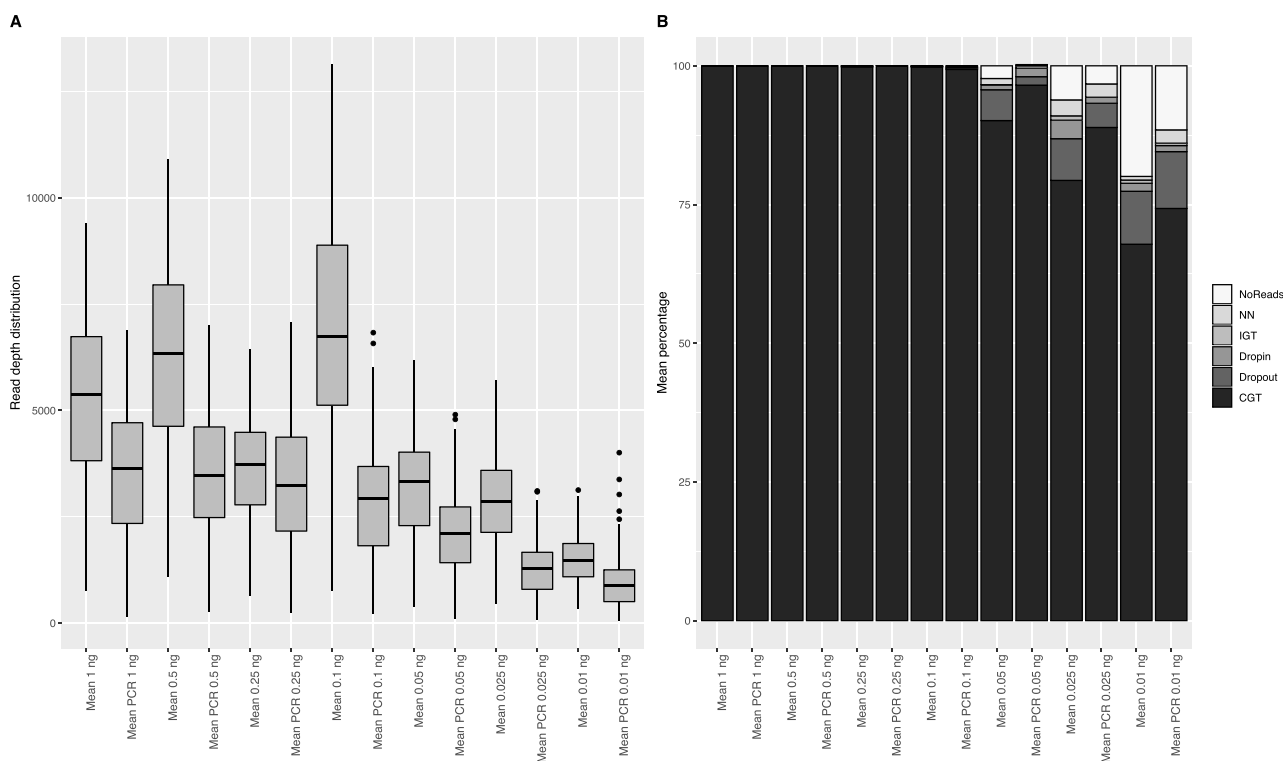 A
Read depth distribution
10000
5000
0
Mean 1 ng
Mean PCR 1 ng
Mean 0.5 ng
Mean PCR 0.5 ng
Mean 0.25 ng
Mean PCR 0.25 ng
Mean 0.1 ng
Mean PCR 0.1 ng
Mean 0.05 ng
Mean PCR 0.05 ng
Mean 0.025 ng
Mean PCR 0.025 ng
Mean 0.01 ng
Mean PCR 0.01 ng
B
Mean percentage
100
75
50
25
0
Mean 1 ng
Mean PCR 1 ng
Mean 0.5 ng
Mean PCR 0.5 ng
Mean 0.25 ng
Mean PCR 0.25 ng
Mean 0.1 ng
Mean PCR 0.1 ng
Mean 0.05 ng
Mean PCR 0.05 ng
Mean 0.025 ng
Mean PCR 0.025 ng
Mean 0.01 ng
Mean PCR 0.01 ng
NoReads
NN
IGT
Dropin
Dropout
CGT